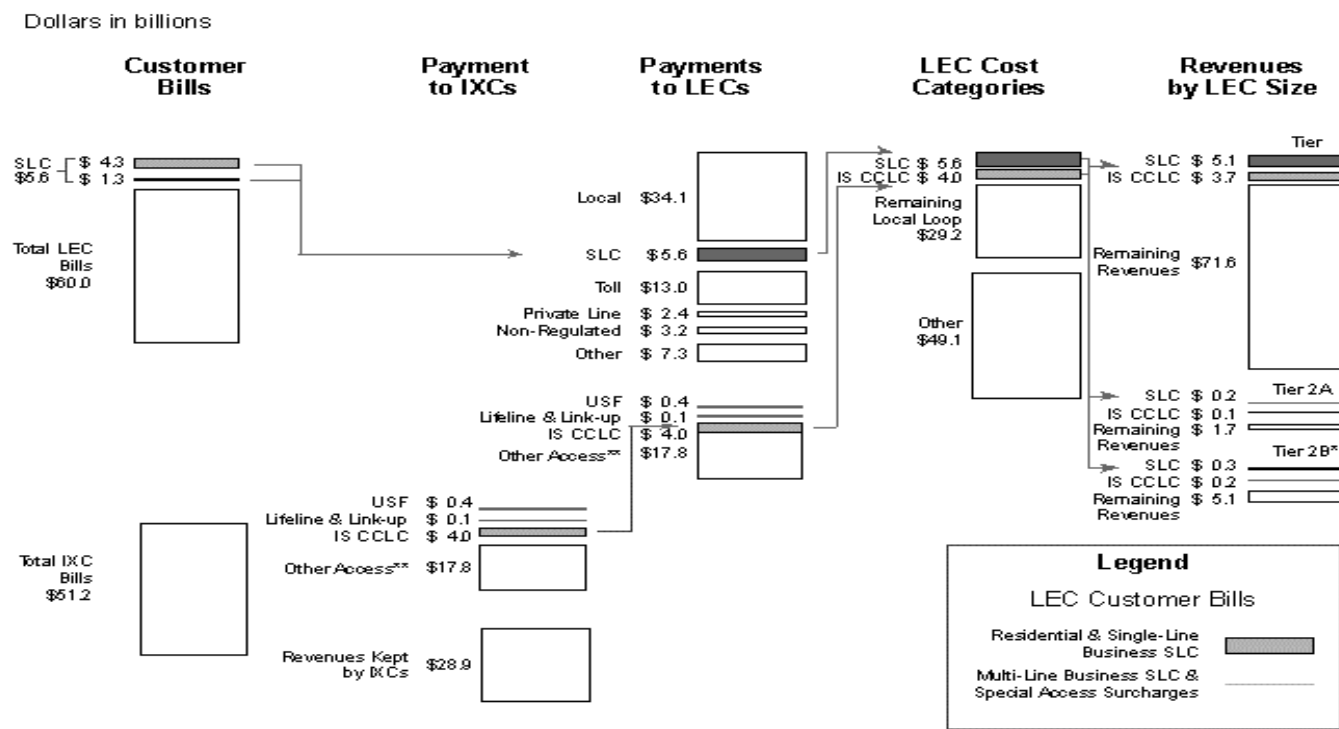 Dollars in billions
Customer
Bills
Payment
to IXCs
Payments
to LECs
LEC Cost
Categories
Revenues
by LEC Size
SLC
$5.6
$ 4.3
$ 1.3
Total LEC
Bills
$60.0
Total IXC
Bills
$51.2
USF $ 0.4
Lifeline & Link-up $ 0.1
IS CCLC $ 4.0
Other Access** $17.8
Revenues Kept
by IXCs
$28.9
Local $34.1
SLC $5.6
Toll $13.0
Private Line $ 2.4
Non-Regulated $ 3.2
Other $ 7.3
USF $ 0.4
Lifeline & Link-up $ 0.1
IS CCLC $ 4.0
Other Access** $17.8
SLC $ 5.6
IS CCLC $ 4.0
Remaining
Local Loop
$29.2
Other
$49.1
Tier
SLC $ 5.1
IS CCLC $ 3.7
Remaining
Revenues
$71.6
Tier 2A
SLC $ 0.2
IS CCLC $ 0.1
Remaining $ 1.7
Revenues
Tier 2B*
SLC $ 0.3
IS CCLC $ 0.2
Remaining $ 5.1
Revenues
Legend
LEC Customer Bills
Residential & Single-Line
Business SLC
Multi-Line Business SLC &
Special Access Surcharges